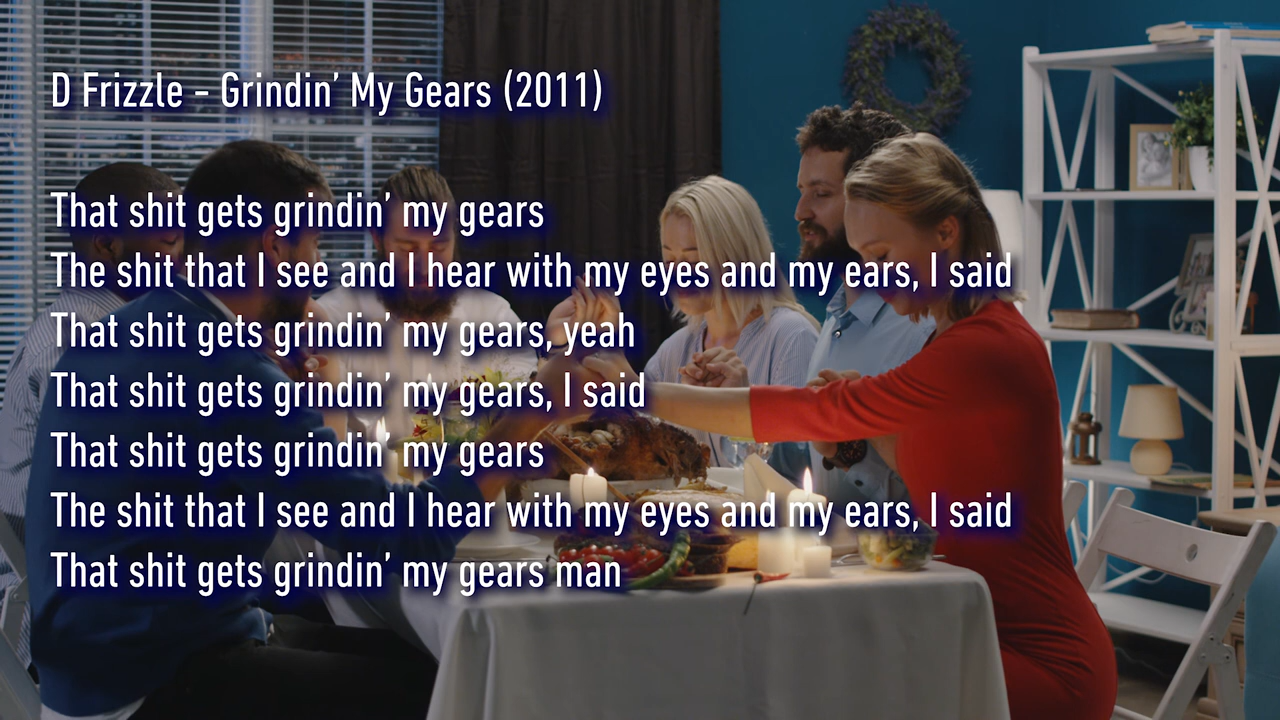 D Frizzle - Grindin’ My Gears (2011)
That shit gets grindin’ my gears
The shit that I see and I hear with my eyes and my ears, I said
That shit gets grindin’ my gears, yeah
That shit gets grindin’ my gears, I said
That shit gets grindin’ my gears
The shit that I see and I hear with my eyes and my ears, I said
That shit gets grindin’ my gears man